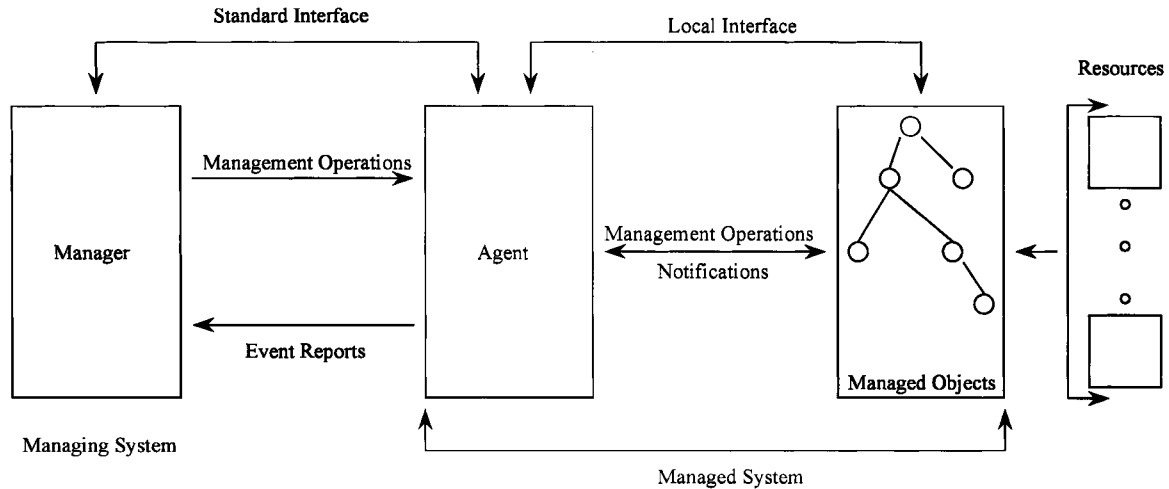 Standard Interface
Local Interface
Resources
Management Operations
Manager
Agent
Management Operations
Notifications
Event Reports
Managed Objects
Managing System
Managed System